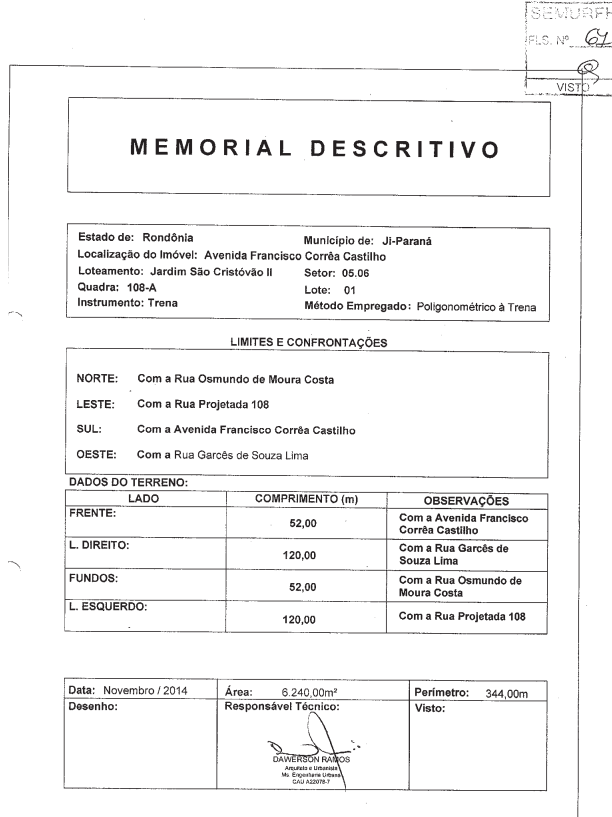 SEMURFH
FLS. Nº 61
VISTO
MEMORIAL DESCRITIVO
Estado de: Rondônia Município de: Ji-Paraná
Localização do Imóvel: Avenida Francisco Corrêa Castilho
Loteamento: Jardim São Cristóvão II Setor: 05.06
Quadra: 108-A Lote: 01
Instrumento: Trena Método Empregado: Poligonométrico à Trena
LIMITES E CONFRONTAÇÕES
NORTE: Com a Rua Osmundo de Moura Costa
LESTE: Com a Rua Projetada 108
SUL: Com a Avenida Francisco Corrêa Castilho
OESTE: Com a Rua Garcês de Souza Lima
DADOS DO TERRENO:
LADO COMPRIMENTO (m) OBSERVAÇÕES
FRENTE: 52,00 Com a Avenida Francisco
Corrêa Castilho
L. DIREITO: 120,00 Com a Rua Garcês de
Souza Lima
FUNDOS: 52,00 Com a Rua Osmundo de
Moura Costa
L. ESQUERDO: 120,00 Com a Rua Projetada 108
Data: Novembro / 2014 Área: 6.240,00m² Perímetro: 344,00m
Desenho: Responsável Técnico: Visto:
DAWERSON RAMOS
Arquiteto e Urbanista
Ms. Engenharia Urbana
CAU A22078-7